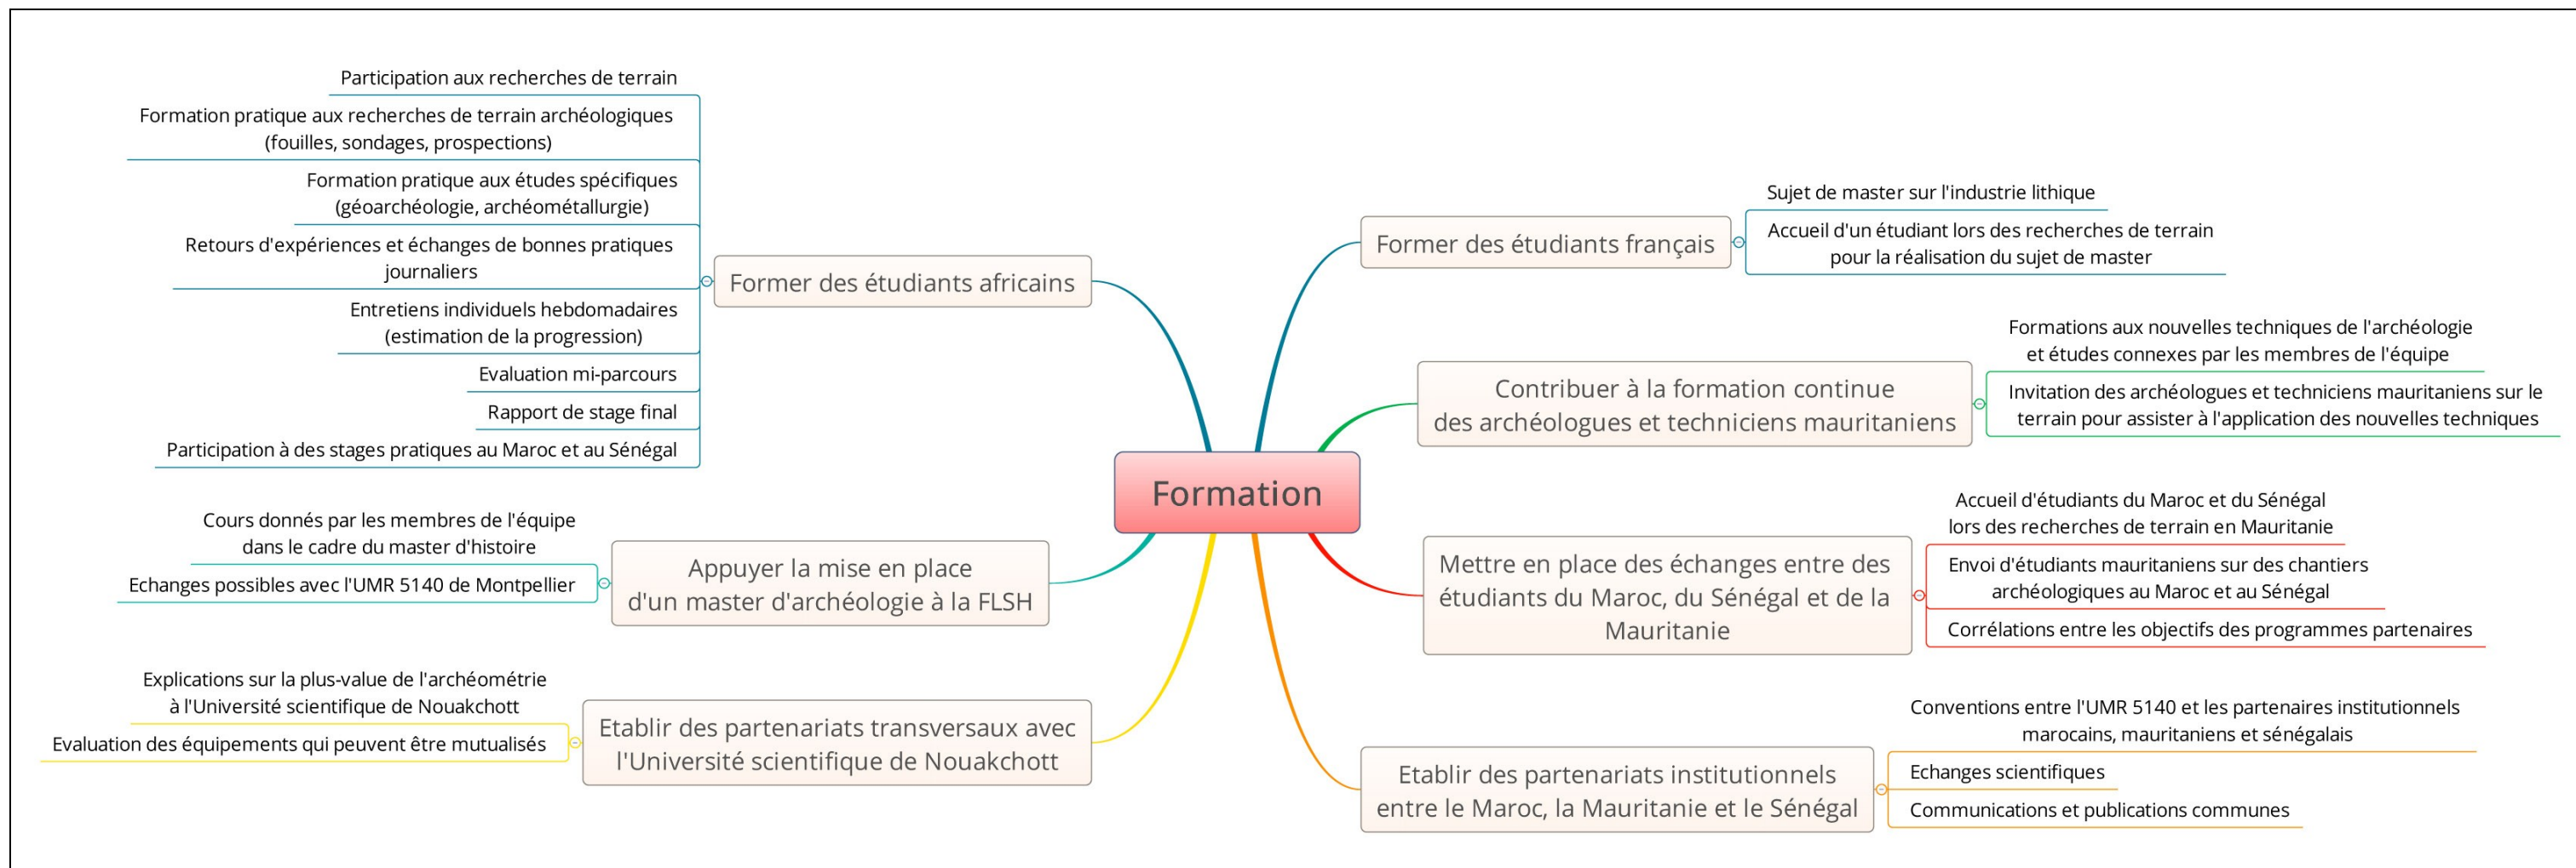 Participation aux recherches de terrain
Formation pratique aux recherches de terrain archéologiques
(fouilles, sondages, prospections)
Formation pratique aux études spécifiques
(géoarchéologie, archéométallurgie)
Retours d'expériences et échanges de bonnes pratiques
journaliers
Entretiens individuels hebdomadaires
(estimation de la progression)
Evaluation mi-parcours
Rapport de stage final
Participation à des stages pratiques au Maroc et au Sénégal
Former des étudiants africains
Cours donnés par les membres de l'équipe
dans le cadre du master d'histoire
Echanges possibles avec l'UMR 5140 de Montpellier
Appuyer la mise en place
d'un master d'archéologie à la FLSH
Explications sur la plus-value de l'archéométrie
à l'Université scientifique de Nouakchott
Evaluation des équipements qui peuvent être mutualisés
Etablir des partenariats transversaux avec
l'Université scientifique de Nouakchott
Formation
Former des étudiants français
Sujet de master sur l'industrie lithique
Accueil d'un étudiant lors des recherches de terrain
pour la réalisation du sujet de master
Contribuer à la formation continue
des archéologues et techniciens mauritaniens
Formations aux nouvelles techniques de l'archéologie
et études connexes par les membres de l'équipe
Invitation des archéologues et techniciens mauritaniens sur le
terrain pour assister à l'application des nouvelles techniques
Mettre en place des échanges entre des
étudiants du Maroc, du Sénégal et de la
Mauritanie
Accueil d'étudiants du Maroc et du Sénégal
lors des recherches de terrain en Mauritanie
Envoi d'étudiants mauritaniens sur des chantiers
archéologiques au Maroc et au Sénégal
Corrélations entre les objectifs des programmes partenaires
Etablir des partenariats institutionnels
entre le Maroc, la Mauritanie et le Sénégal
Conventions entre l'UMR 5140 et les partenaires institutionnels
marocains, mauritaniens et sénégalais
Echanges scientifiques
Communications et publications communes